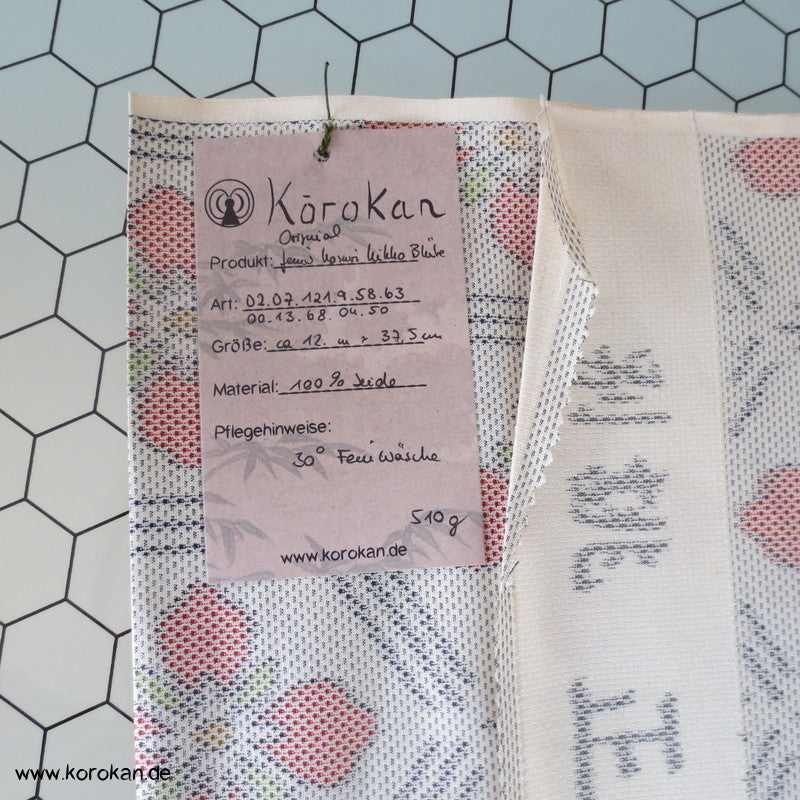 Kōrokan
Original
Produkt: Kasuri Kikko Blüte
Art: 02.07.121.9.58.63
00.13.68.04.50
Größe: ca 12. m x 37,5 cm
Material: 100 % Seide
Pflegehinweise:
30° Feinwäsche
510 g
www.korokan.de
www.korokan.de